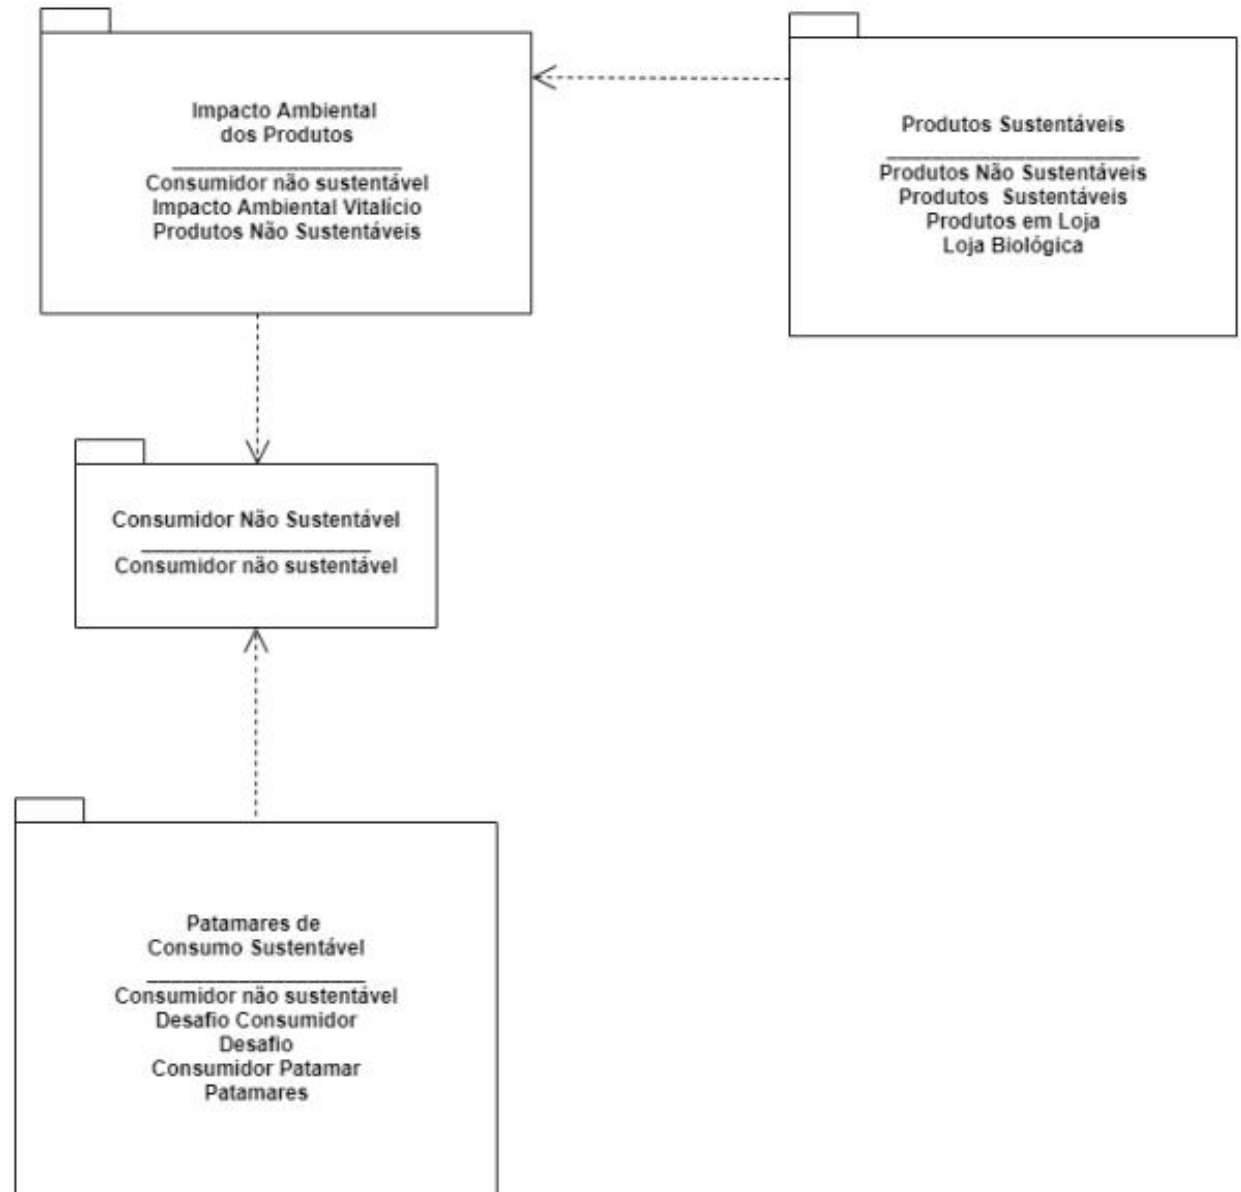 Impacto Ambiental
dos Produtos
Consumidor não sustentável
Impacto Ambiental Vitalício
Produtos Não Sustentáveis
Produtos Sustentáveis
Produtos Não Sustentáveis
Produtos Sustentáveis
Produtos em Loja
Loja Biológica
Consumidor Não Sustentável
Consumidor não sustentável
Patamares de
Consumo Sustentável
Consumidor não sustentável
Desafio Consumidor
Desafio
Consumidor Patamar
Patamares